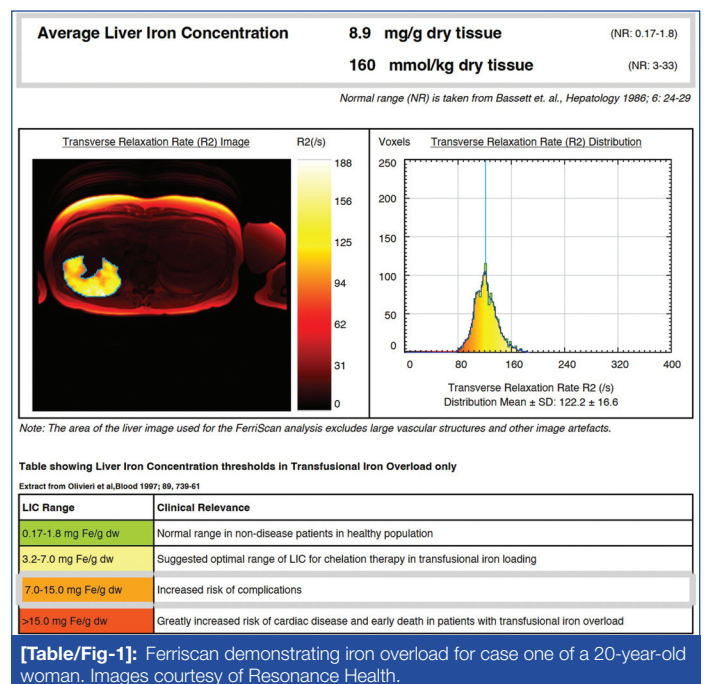 Average Liver Iron Concentration 8.9 mg/g dry tissue (NR: 0.17-1.8)
160 mmol/kg dry tissue (NR: 3-33)
Normal range (NR) is taken from Bassett et. al., Hepatology 1986; 6: 24-29
Transverse Relaxation Rate (R2) Image R2(/s)
188
156
125
94
62
31
0
Voxels Transverse Relaxation Rate (R2) Distribution
250
200
150
100
50
0
0 80 160 240 320 400
Transverse Relaxation Rate R2 (/s)
Distribution Mean ± SD: 122.2 ± 16.6
Note: The area of the liver image used for the FerriScan analysis excludes large vascular structures and other image artefacts.
Table showing Liver Iron Concentration thresholds in Transfusional Iron Overload only
Extract from Olivieri et al,Blood 1997; 89, 739-61
LIC Range Clinical Relevance
0.17-1.8 mg Fe/g dw Normal range in non-disease patients in healthy population
3.2-7.0 mg Fe/g dw Suggested optimal range of LIC for chelation therapy in transfusional iron loading
7.0-15.0 mg Fe/g dw Increased risk of complications
>15.0 mg Fe/g dw Greatly increased risk of cardiac disease and early death in patients with transfusional iron overload
[Table/Fig-1]: Ferriscan demonstrating iron overload for case one of a 20-year-old
woman. Images courtesy of Resonance Health.